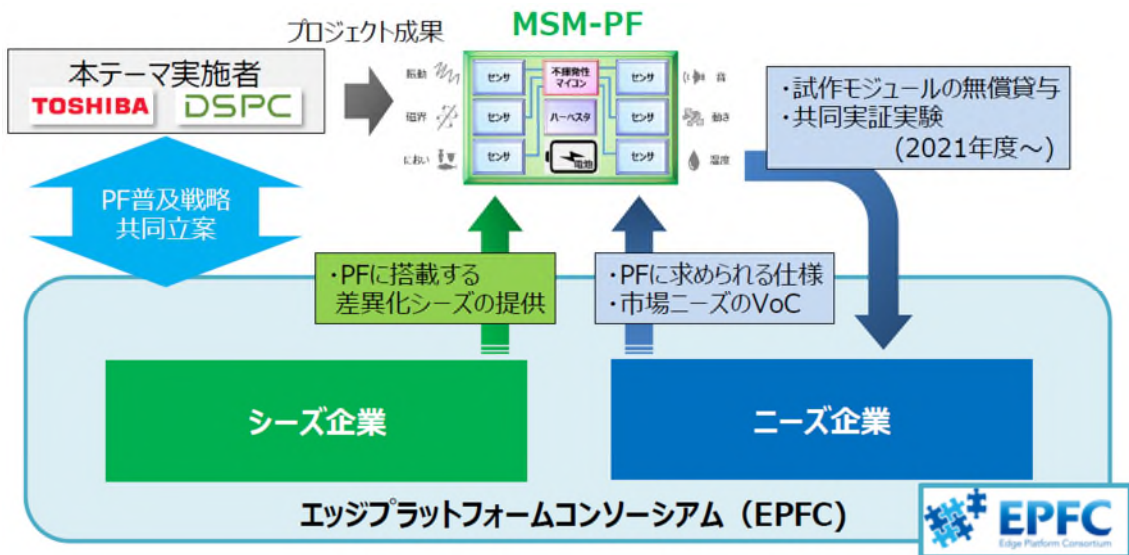 プロジェクト成果
MSM-PF
本テーマ実施者
TOSHIBA DSPC
振動
磁界
におい
センサ
センサ
センサ
不揮発性
マイコン
ハーベスタ
電池
センサ
センサ
センサ
音
動き
湿度
・試作モジュールの無償貸与
・共同実証実験
(2021年度～)
PF普及戦略
共同立案
・PFに搭載する
差異化シーズの提供
・PFに求められる仕様
・市場ニーズのVoC
シーズ企業
ニーズ企業
エッジプラットフォームコンソーシアム（EPFC)
EPFC
Edge Platform Consortium